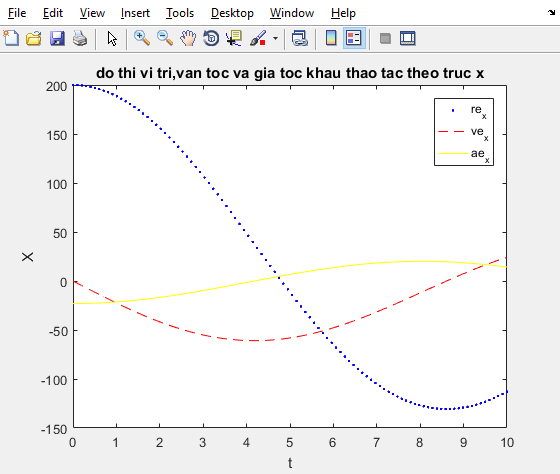 File Edit View Insert Tools Desktop Window Help
do thi vi tri,van toc va gia toc khau thao tac theo truc x
re_x
ve_x
ae_x
200
150
100
50
0
-50
-100
-150
X
0 1 2 3 4 5 6 7 8 9 10
t